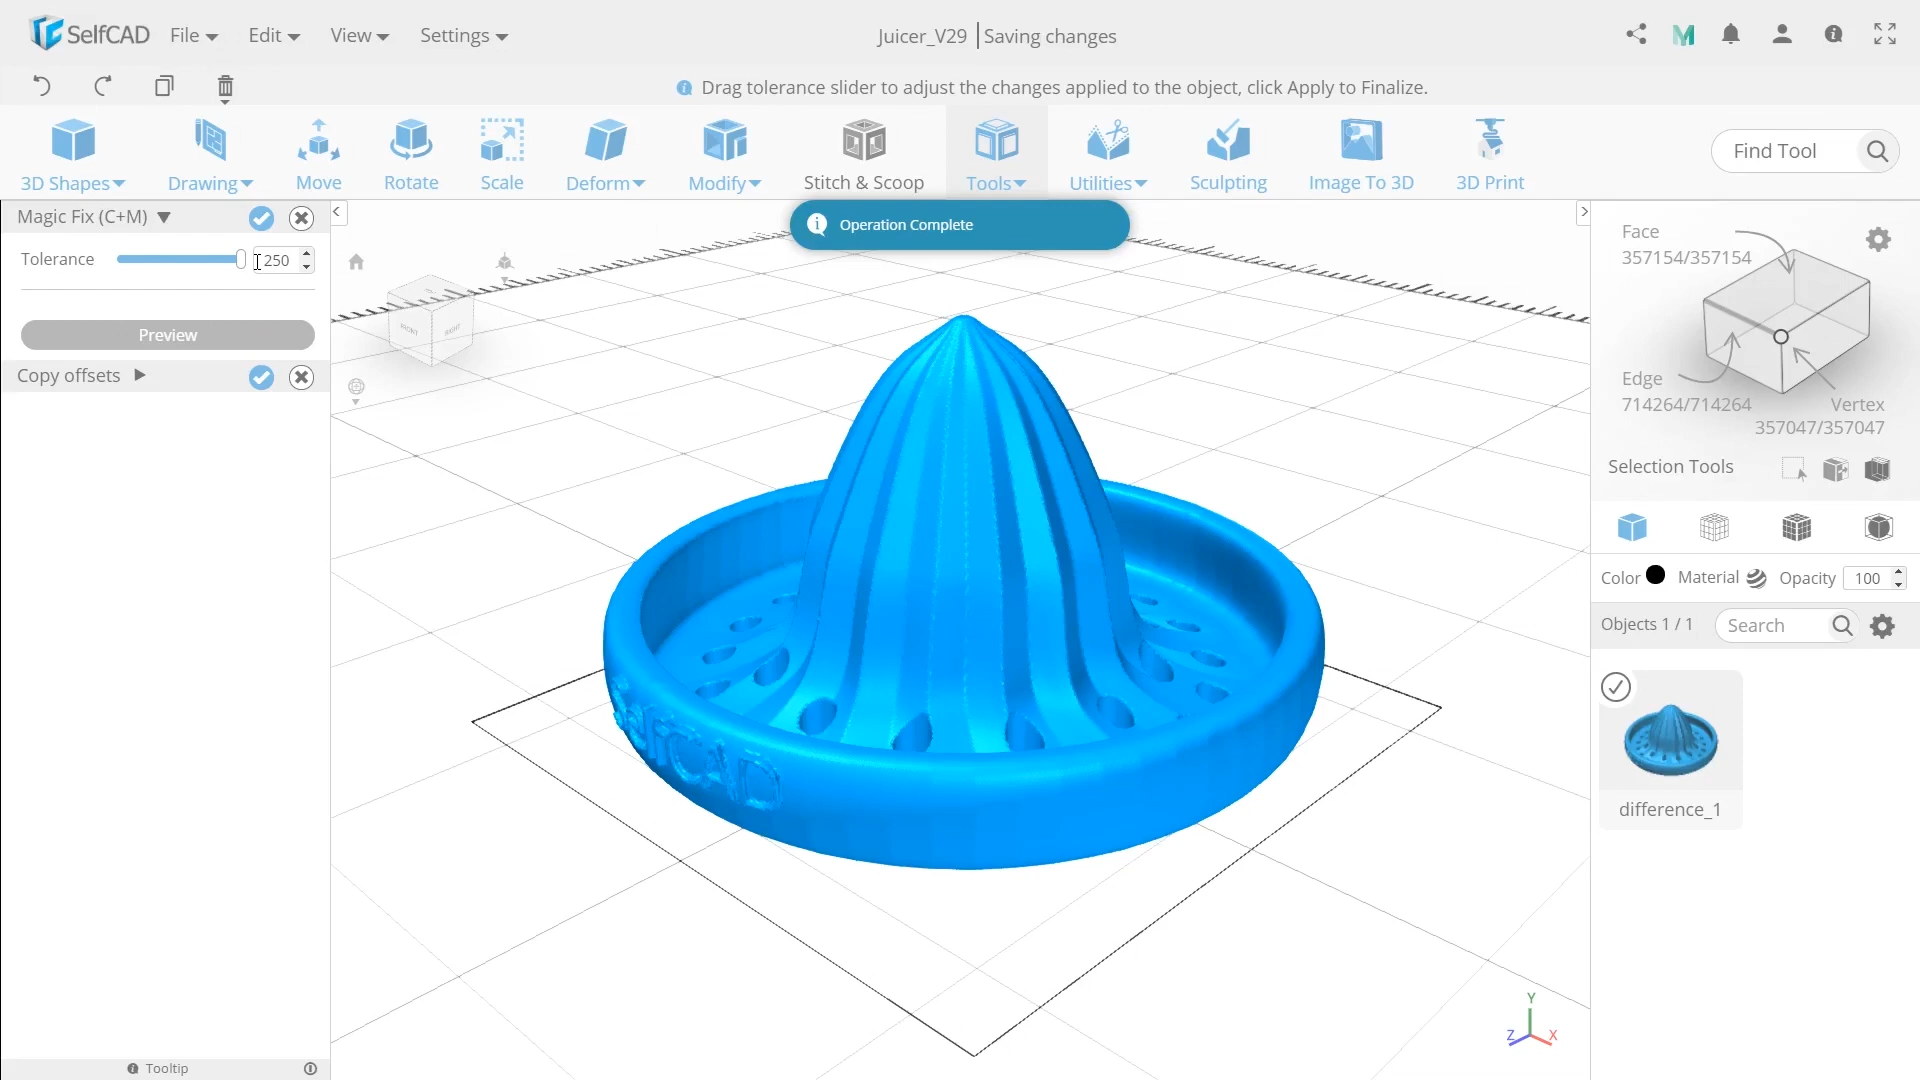 SelfCAD File Edit View Settings Juicer_V29 Saving changes
Drag tolerance slider to adjust the changes applied to the object, click Apply to Finalize.
3D Shapes Drawing Move Rotate Scale Deform Modify Stitch & Scoop Tools Utilities Sculpting Image To 3D 3D Print
Find Tool
Magic Fix (C+M)
Operation Complete
Tolerance 250
Preview
Copy offsets
FRONT RIGHT
SELFCAD
Face
357154/357154
Edge
714264/714264
Vertex
357047/357047
Selection Tools
Color Material Opacity 100
Objects 1 / 1 Search
difference_1
Y
Z X
Tooltip